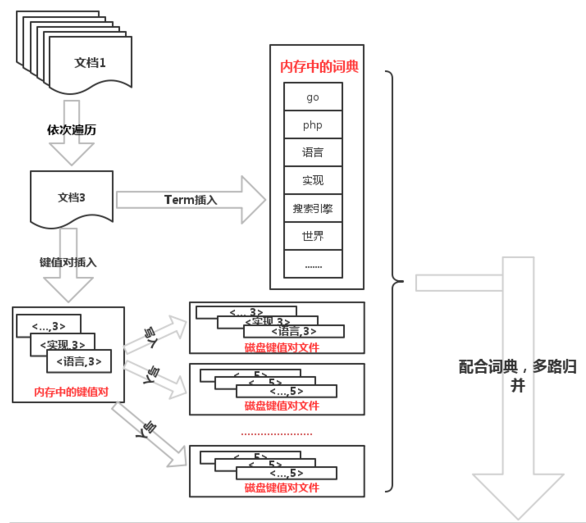 文档1
内存中的词典
go
php
语言
实现
搜索引擎
世界
.......
依次遍历
文档3
Term插入
键值对插入
<...,3>
<实现,3>
<语言,3>
内存中的键值对
写入
写入
写入
<...,3>
<实现,3>
<语言,3>
磁盘键值对文件
<...,5>
<...,5>
<...,5>
磁盘键值对文件
......................
<...,5>
<...,5>
<...,5>
磁盘键值对文件
配合词典，多路归
并